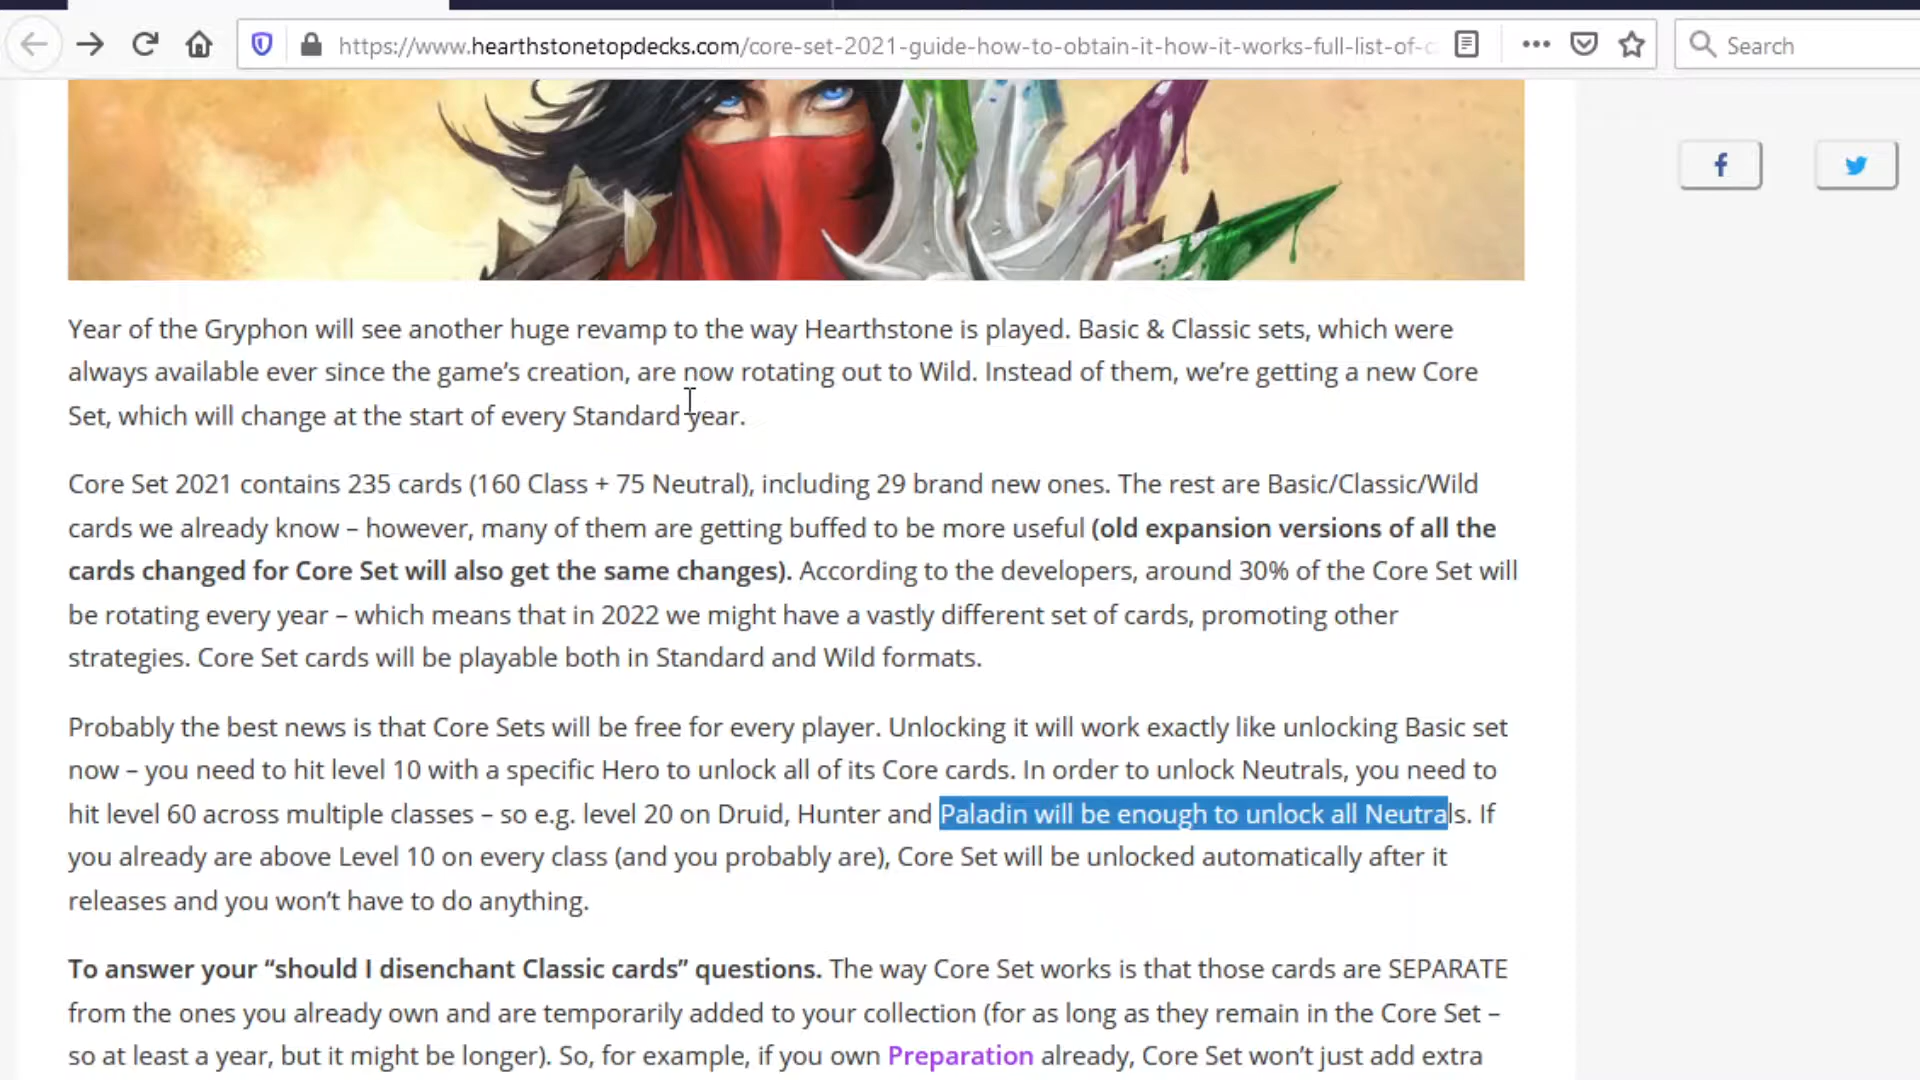 https://www.hearthstonetopdecks.com/core-set-2021-guide-how-to-obtain-it-how-it-works-full-list-of-c
Search
Year of the Gryphon will see another huge revamp to the way Hearthstone is played. Basic & Classic sets, which were
always available ever since the game’s creation, are now rotating out to Wild. Instead of them, we’re getting a new Core
Set, which will change at the start of every Standard year.
Core Set 2021 contains 235 cards (160 Class + 75 Neutral), including 29 brand new ones. The rest are Basic/Classic/Wild
cards we already know – however, many of them are getting buffed to be more useful (old expansion versions of all the
cards changed for Core Set will also get the same changes). According to the developers, around 30% of the Core Set will
be rotating every year – which means that in 2022 we might have a vastly different set of cards, promoting other
strategies. Core Set cards will be playable both in Standard and Wild formats.
Probably the best news is that Core Sets will be free for every player. Unlocking it will work exactly like unlocking Basic set
now – you need to hit level 10 with a specific Hero to unlock all of its Core cards. In order to unlock Neutrals, you need to
hit level 60 across multiple classes – so e.g. level 20 on Druid, Hunter and Paladin will be enough to unlock all Neutrals. If
you already are above Level 10 on every class (and you probably are), Core Set will be unlocked automatically after it
releases and you won’t have to do anything.
To answer your “should I disenchant Classic cards” questions. The way Core Set works is that those cards are SEPARATE
from the ones you already own and are temporarily added to your collection (for as long as they remain in the Core Set –
so at least a year, but it might be longer). So, for example, if you own Preparation already, Core Set won’t just add extra